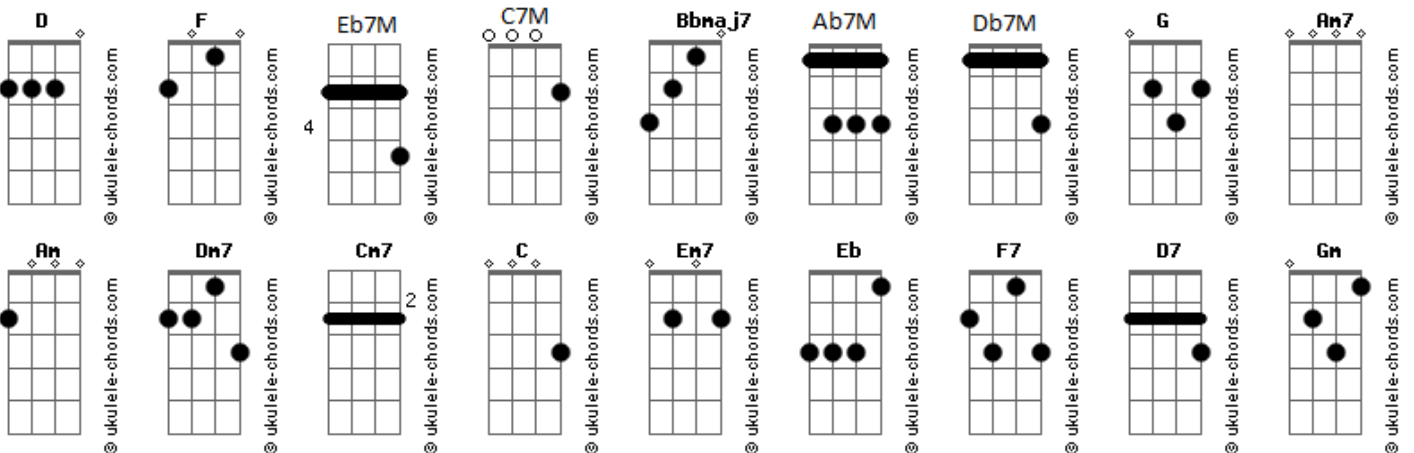 D F Eb7M C7M Bbmaj7 Ab7M Db7M G Am7
© ukulele-chords.com © ukulele-chords.com © ukulele-chords.com © ukulele-chords.com © ukulele-chords.com © ukulele-chords.com © ukulele-chords.com © ukulele-chords.com © ukulele-chords.com
4
Am Dm7 Cm7 C Em7 Eb F7 D7 Gm
2
© ukulele-chords.com © ukulele-chords.com © ukulele-chords.com © ukulele-chords.com © ukulele-chords.com © ukulele-chords.com © ukulele-chords.com © ukulele-chords.com © ukulele-chords.com